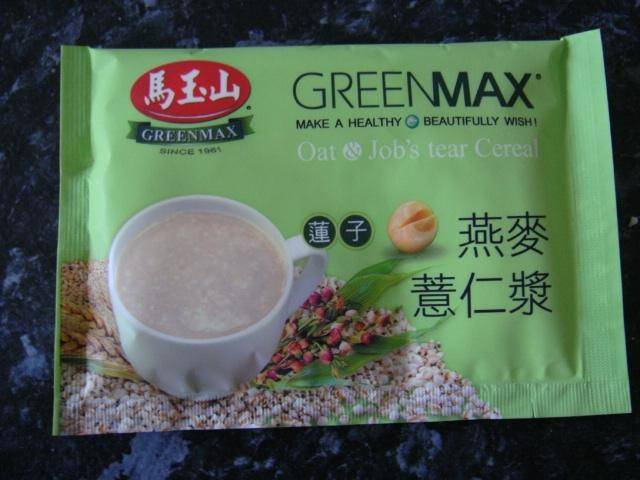 馬玉山
GREENMAX
SINCE 1961
GREENMAX
MAKE A HEALTHY BEAUTIFULLY WISH!
Oat & Job's tear Cereal
蓮子
燕麥
薏仁漿